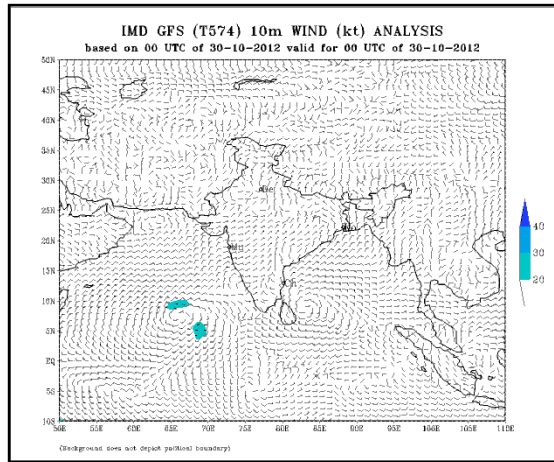 IMD GFS (T574) 10m WIND (kt) ANALYSIS
based on 00 UTC of 30-10-2012 valid for 00 UTC of 30-10-2012
50N
45N
40N
35N
30N
25N
20N
15N
10N
5N
EQ
5S
10S
50E 55E 60E 65E 70E 75E 80E 85E 90E 95E 100E 105E 110E
40
30
20
(Background does not depict political boundary)